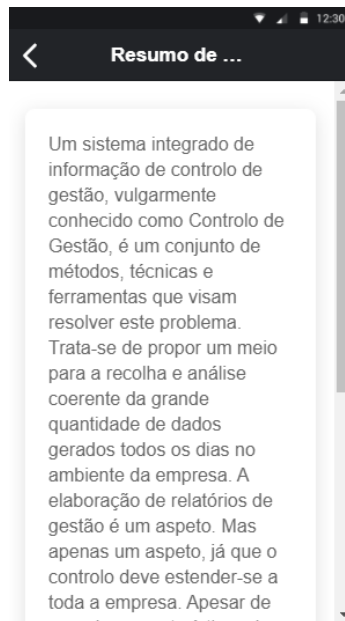 12:30
Resumo de ...
Um sistema integrado de
informação de controlo de
gestão, vulgarmente
conhecido como Controlo de
Gestão, é um conjunto de
métodos, técnicas e
ferramentas que visam
resolver este problema.
Trata-se de propor um meio
para a recolha e análise
coerente da grande
quantidade de dados
gerados todos os dias no
ambiente da empresa. A
elaboração de relatórios de
gestão é um aspeto. Mas
apenas um aspeto, já que o
controlo deve estender-se a
toda a empresa. Apesar de